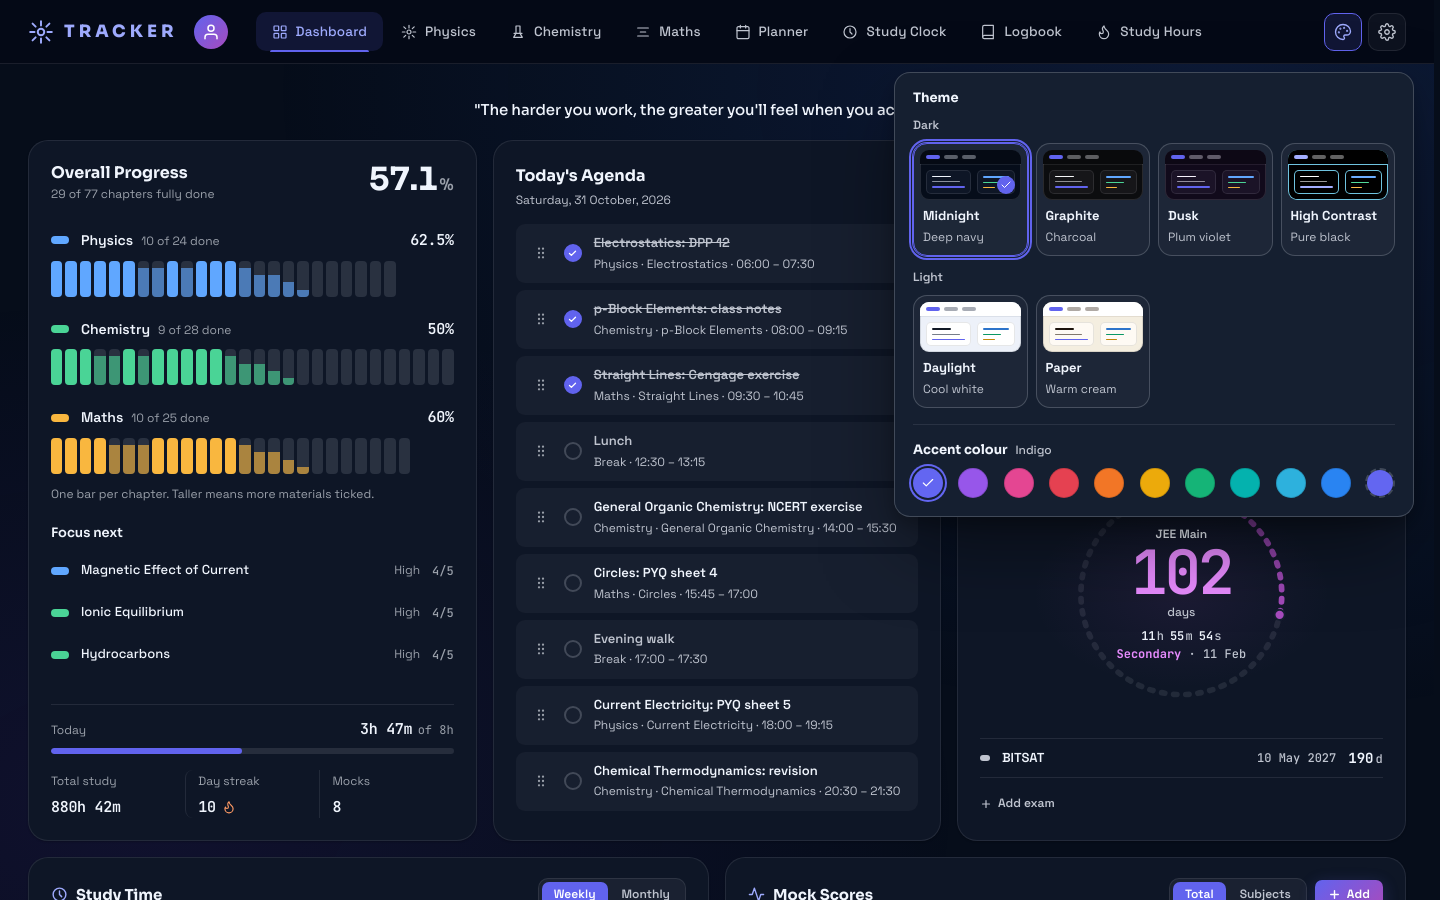 TRACKER
Dashboard
Physics
Chemistry
Maths
Planner
Study Clock
Logbook
Study Hours
"The harder you work, the greater you'll feel when you ac
Overall Progress
29 of 77 chapters fully done
57.1%
Physics 10 of 24 done 62.5%
Chemistry 9 of 28 done 50%
Maths 10 of 25 done 60%
One bar per chapter. Taller means more materials ticked.
Focus next
Magnetic Effect of Current High 4/5
Ionic Equilibrium High 4/5
Hydrocarbons High 4/5
Today 3h 47m of 8h
Total study
880h 42m
Day streak
10
Mocks
8
Today's Agenda
Saturday, 31 October, 2026
Electrostatics: DPP 12
Physics · Electrostatics · 06:00 – 07:30
p-Block Elements: class notes
Chemistry · p-Block Elements · 08:00 – 09:15
Straight Lines: Cengage exercise
Maths · Straight Lines · 09:30 – 10:45
Lunch
Break · 12:30 – 13:15
General Organic Chemistry: NCERT exercise
Chemistry · General Organic Chemistry · 14:00 – 15:30
Circles: PYQ sheet 4
Maths · Circles · 15:45 – 17:00
Evening walk
Break · 17:00 – 17:30
Current Electricity: PYQ sheet 5
Physics · Current Electricity · 18:00 – 19:15
Chemical Thermodynamics: revision
Chemistry · Chemical Thermodynamics · 20:30 – 21:30
Theme
Dark
Midnight
Deep navy
Graphite
Charcoal
Dusk
Plum violet
High Contrast
Pure black
Light
Daylight
Cool white
Paper
Warm cream
Accent colour Indigo
JEE Main
102
days
11h 55m 54s
Secondary · 11 Feb
BITSAT 10 May 2027 190d
+ Add exam
Study Time
Weekly
Monthly
Mock Scores
Total
Subjects
+ Add